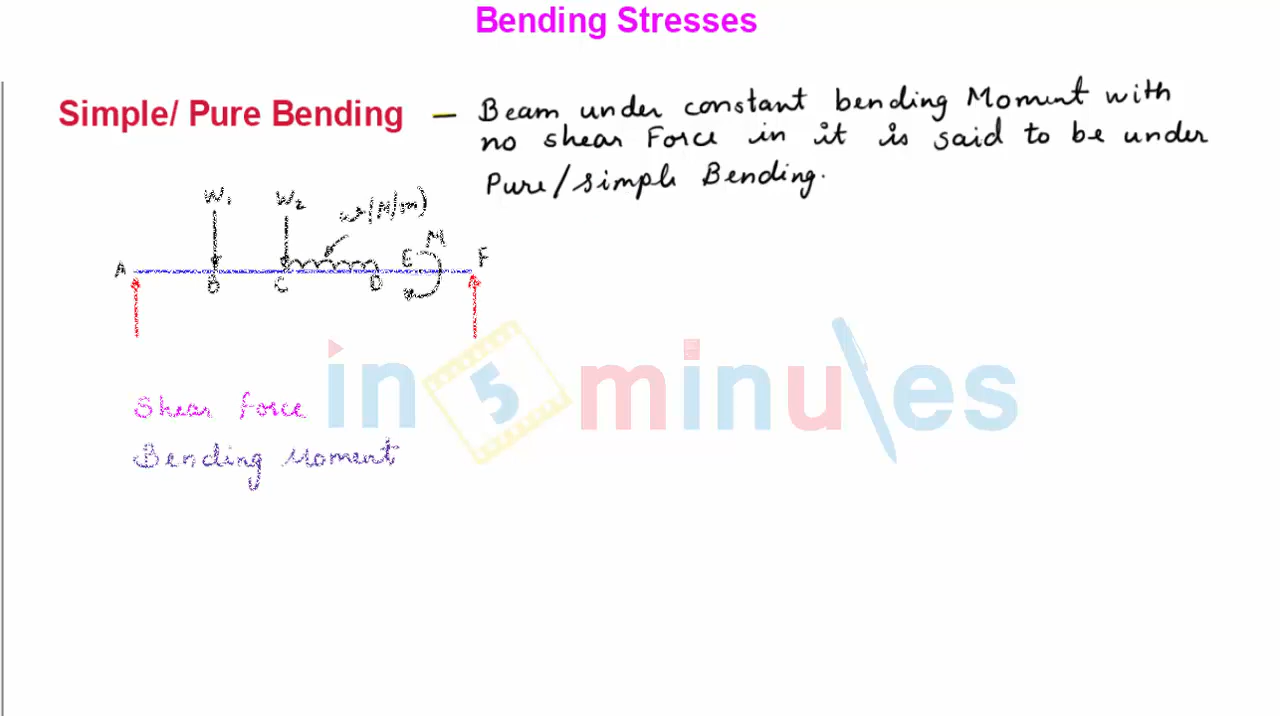 Bending Stresses
Simple/ Pure Bending – Beam under constant bending Moment with
no shear Force in it is said to be under
Pure/simple Bending.
W1 W2 w(N/m)
M
A E F
B C D
in 5 minutes
Shear force
Bending Moment